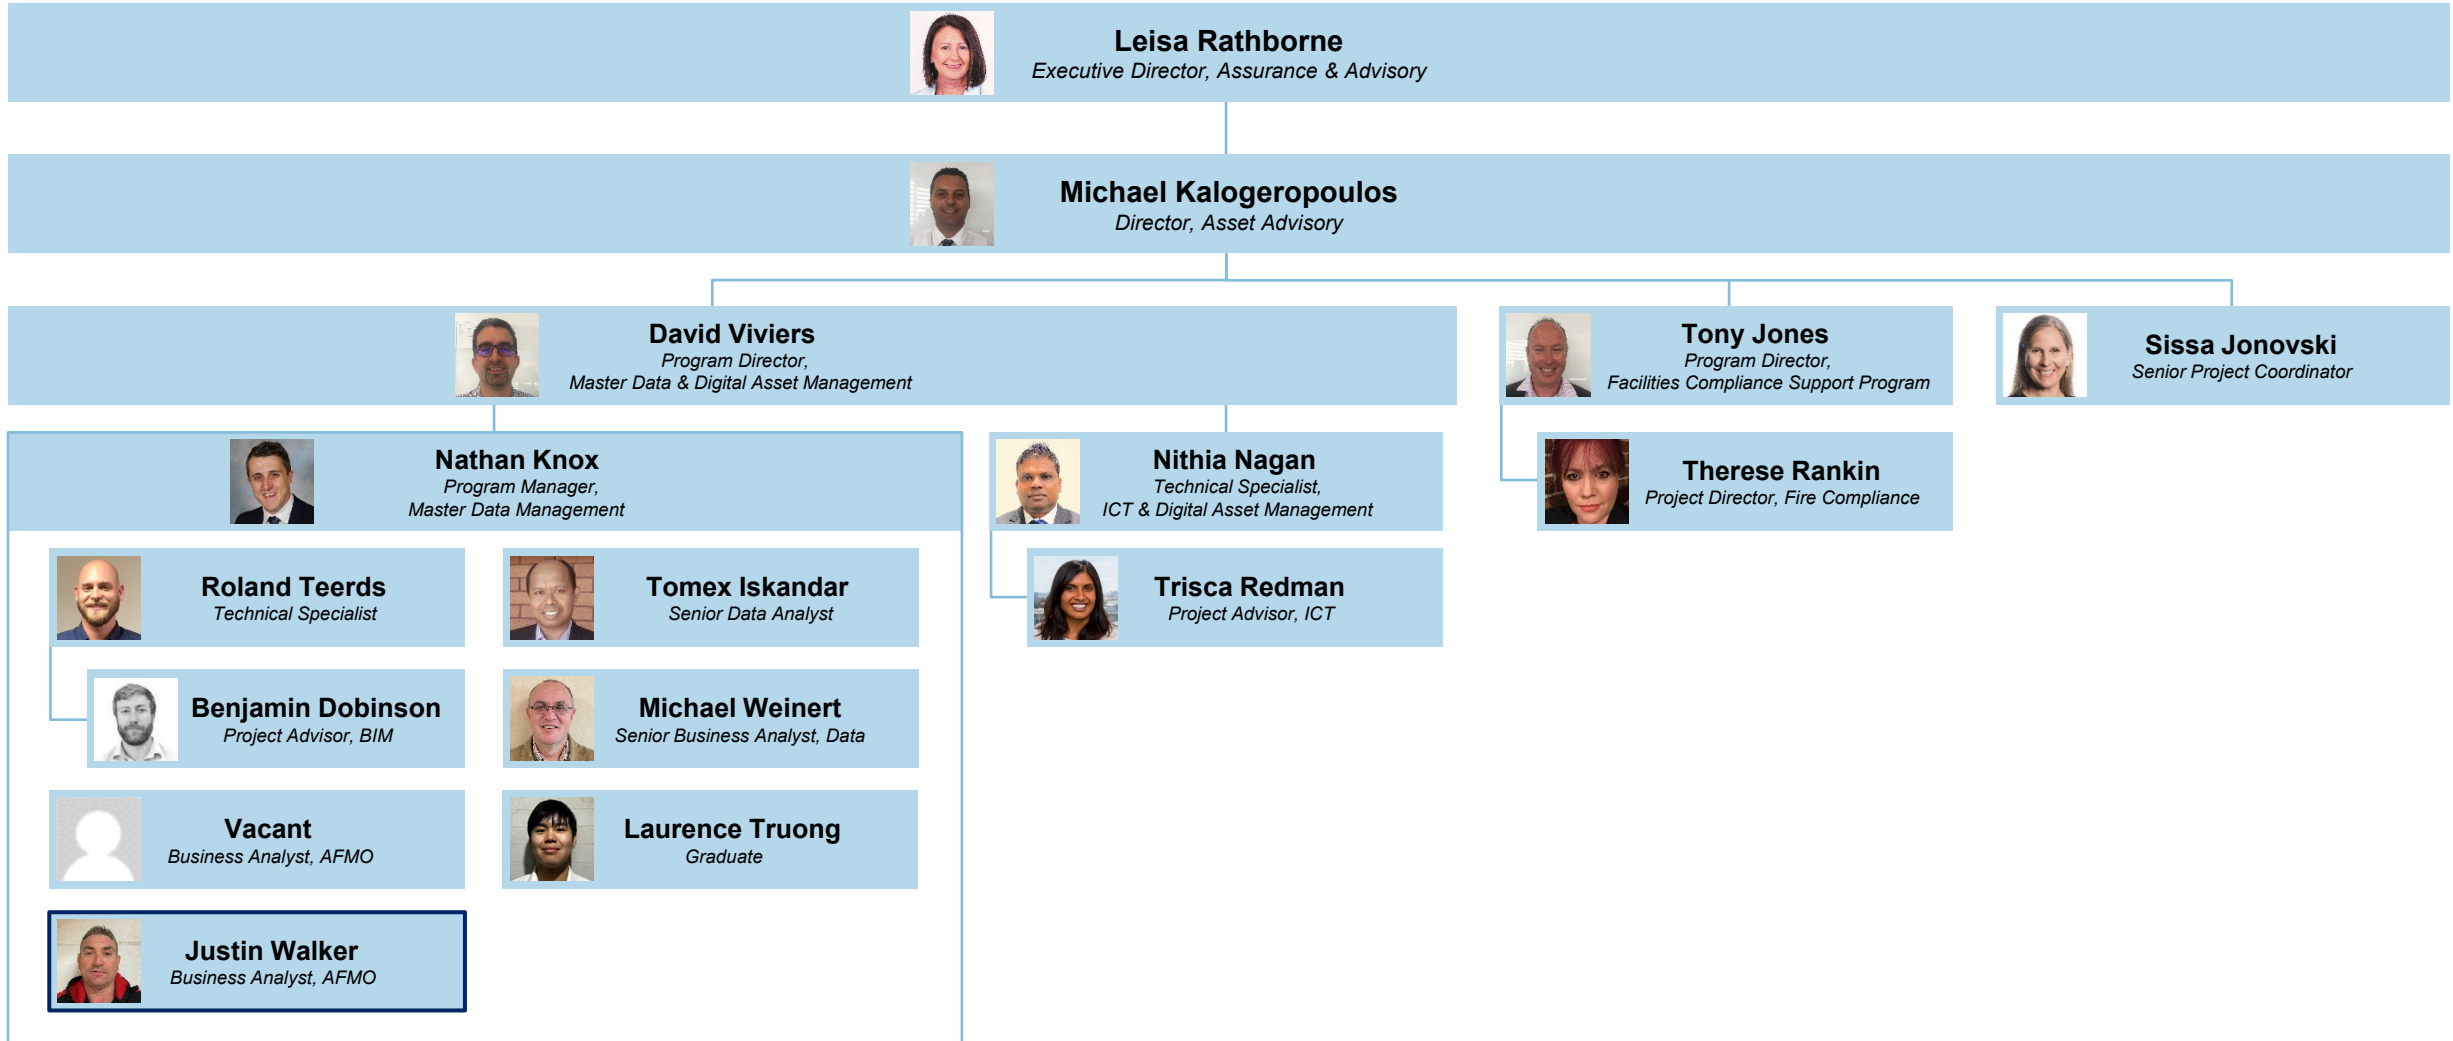 Leisa Rathborne
Executive Director, Assurance & Advisory
Michael Kalogeropoulos
Director, Asset Advisory
David Viviers
Program Director,
Master Data & Digital Asset Management
Tony Jones
Program Director,
Facilities Compliance Support Program
Sissa Jonovski
Senior Project Coordinator
Nathan Knox
Program Manager,
Master Data Management
Nithia Nagan
Technical Specialist,
ICT & Digital Asset Management
Therese Rankin
Project Director, Fire Compliance
Roland Teerds
Technical Specialist
Tomex Iskandar
Senior Data Analyst
Trisca Redman
Project Advisor, ICT
Benjamin Dobinson
Project Advisor, BIM
Michael Weinert
Senior Business Analyst, Data
Vacant
Business Analyst, AFMO
Laurence Truong
Graduate
Justin Walker
Business Analyst, AFMO